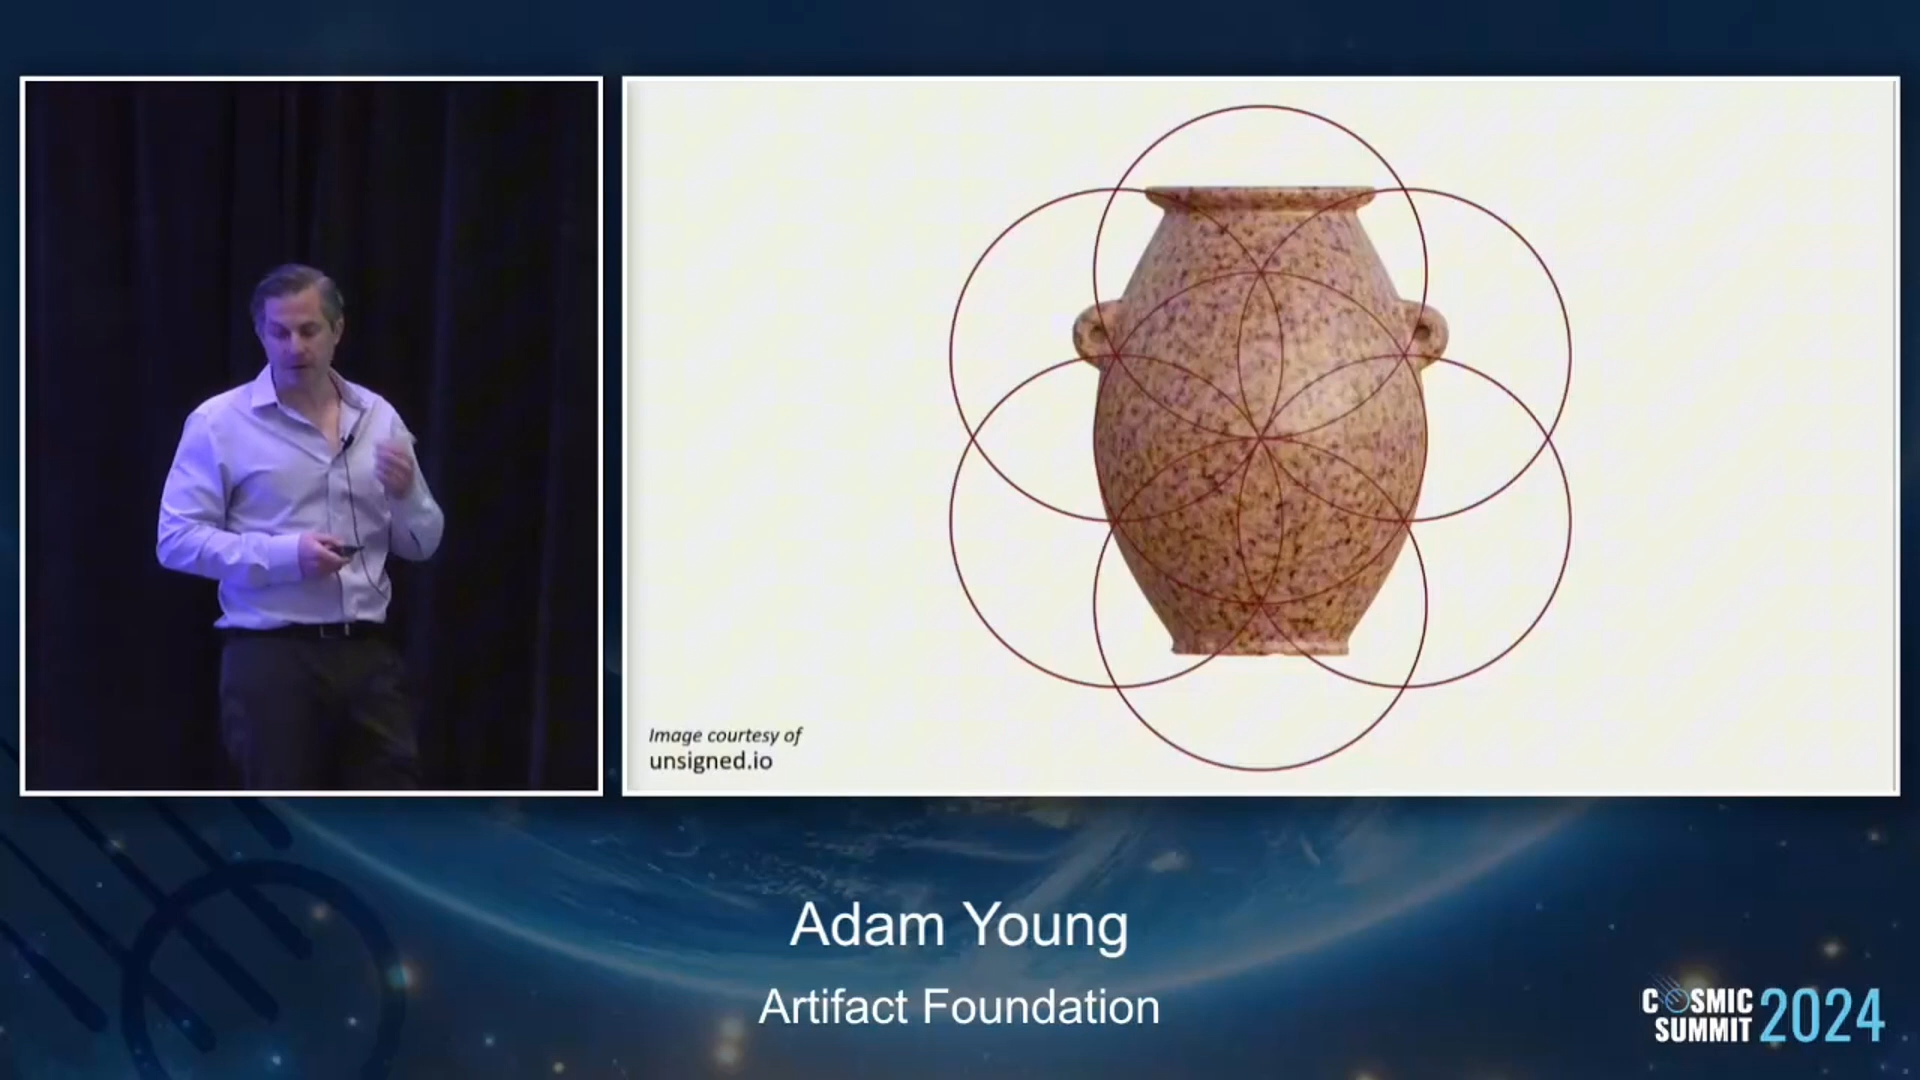 Image courtesy of
unsigned.io
Adam Young
Artifact Foundation
COSMIC
SUMMIT 2024